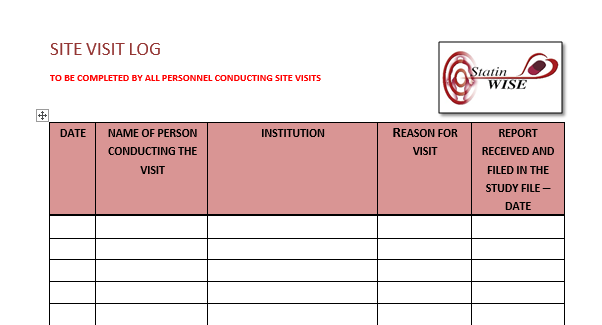 SITE VISIT LOG
TO BE COMPLETED BY ALL PERSONNEL CONDUCTING SITE VISITS
Statin
WISE
DATE
NAME OF PERSON
CONDUCTING THE
VISIT
INSTITUTION
REASON FOR
VISIT
REPORT
RECEIVED AND
FILED IN THE
STUDY FILE –
DATE